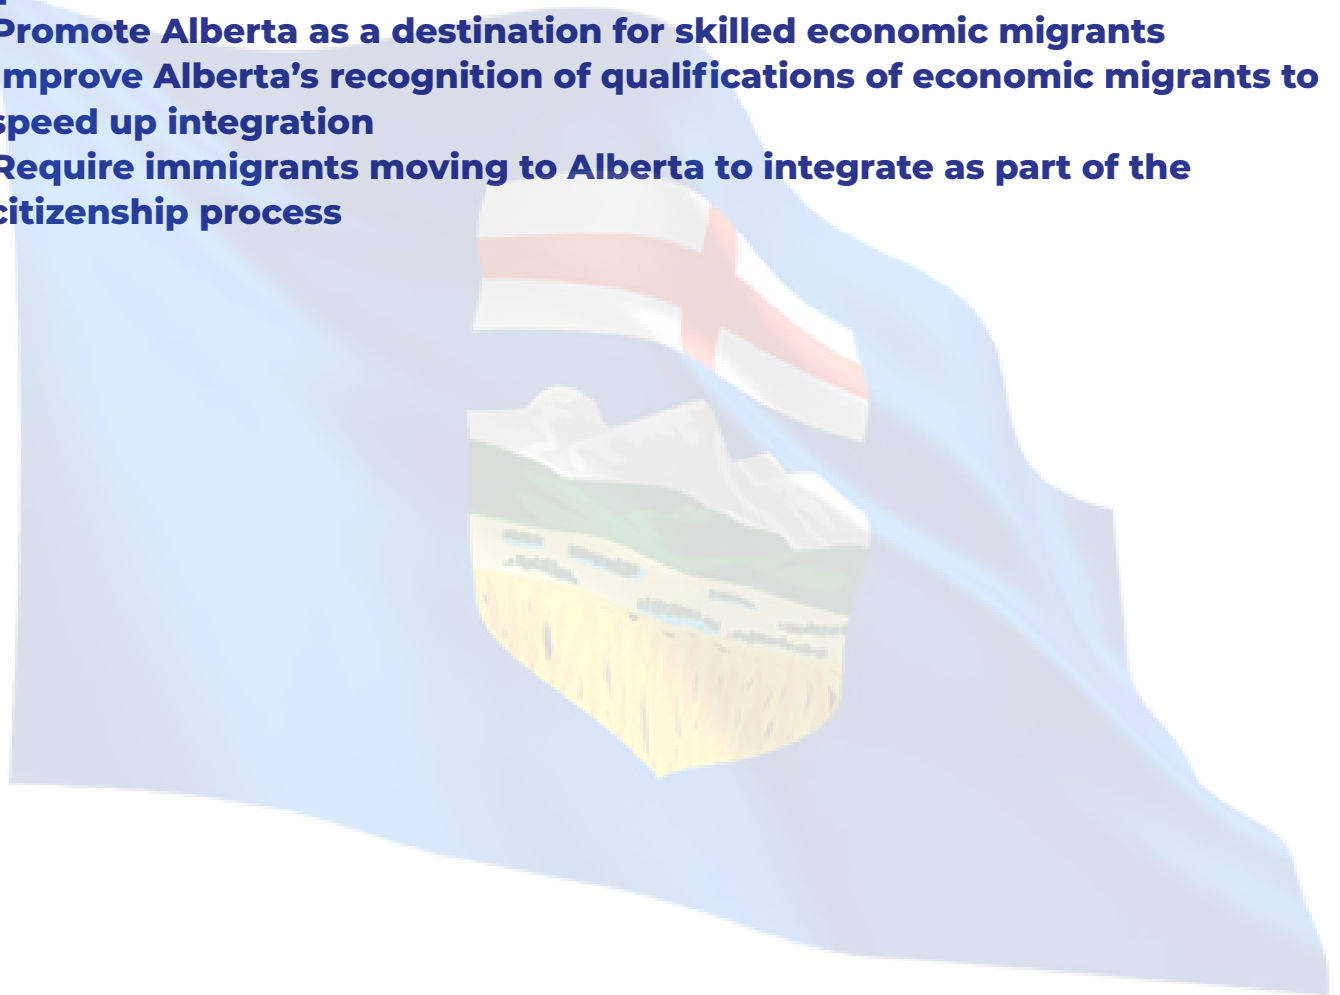 Promote Alberta as a destination for skilled economic migrants
Improve Alberta’s recognition of qualifications of economic migrants to
speed up integration
Require immigrants moving to Alberta to integrate as part of the
citizenship process